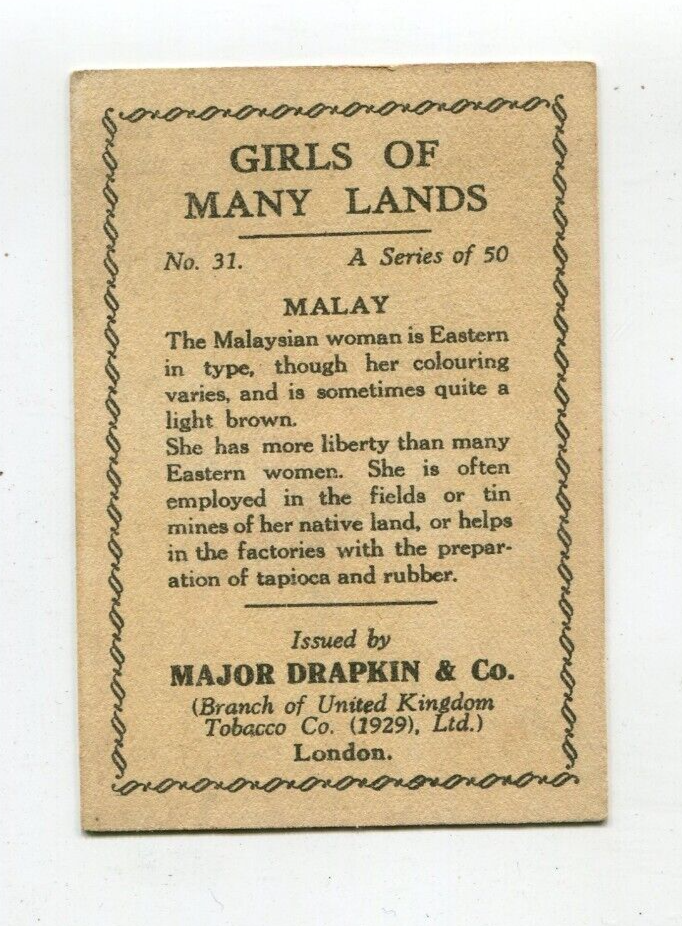 GIRLS OF
MANY LANDS
No. 31. A Series of 50
MALAY
The Malaysian woman is Eastern
in type, though her colouring
varies, and is sometimes quite a
light brown.
She has more liberty than many
Eastern women. She is often
employed in the fields or tin
mines of her native land, or helps
in the factories with the prepar-
ation of tapioca and rubber.
Issued by
MAJOR DRAPKIN & Co.
(Branch of United Kingdom
Tobacco Co. (1929), Ltd.)
London.